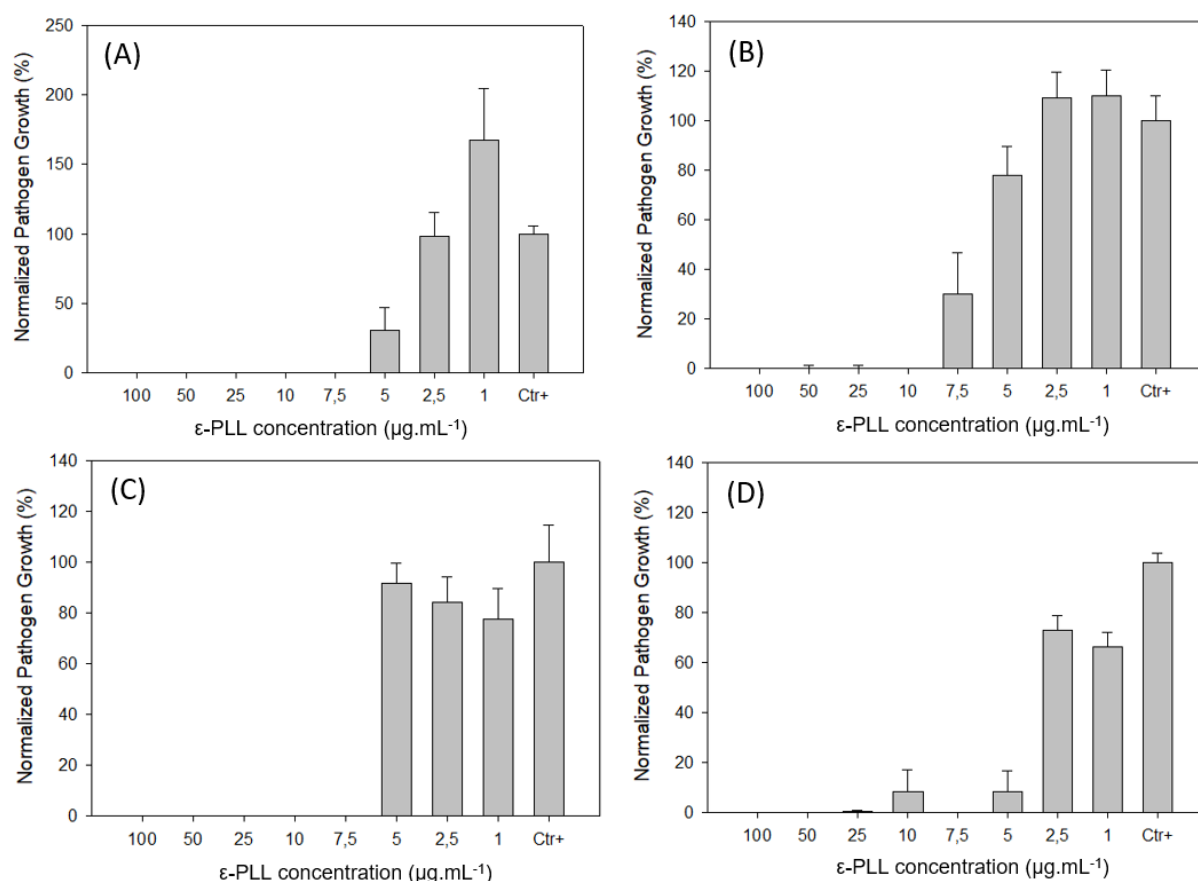 (A)
Normalized Pathogen Growth (%)
250
200
150
100
50
0
100 50 25 10 7,5 5 2,5 1 Ctr+
ε-PLL concentration (µg.mL⁻¹)
(B)
Normalized Pathogen Growth (%)
140
120
100
80
60
40
20
0
100 50 25 10 7,5 5 2,5 1 Ctr+
ε-PLL concentration (µg.mL⁻¹)
(C)
Normalized Pathogen Growth (%)
140
120
100
80
60
40
20
0
100 50 25 10 7,5 5 2,5 1 Ctr+
ε-PLL concentration (µg.mL⁻¹)
(D)
Normalized Pathogen Growth (%)
140
120
100
80
60
40
20
0
100 50 25 10 7,5 5 2,5 1 Ctr+
ε-PLL concentration (µg.mL⁻¹)